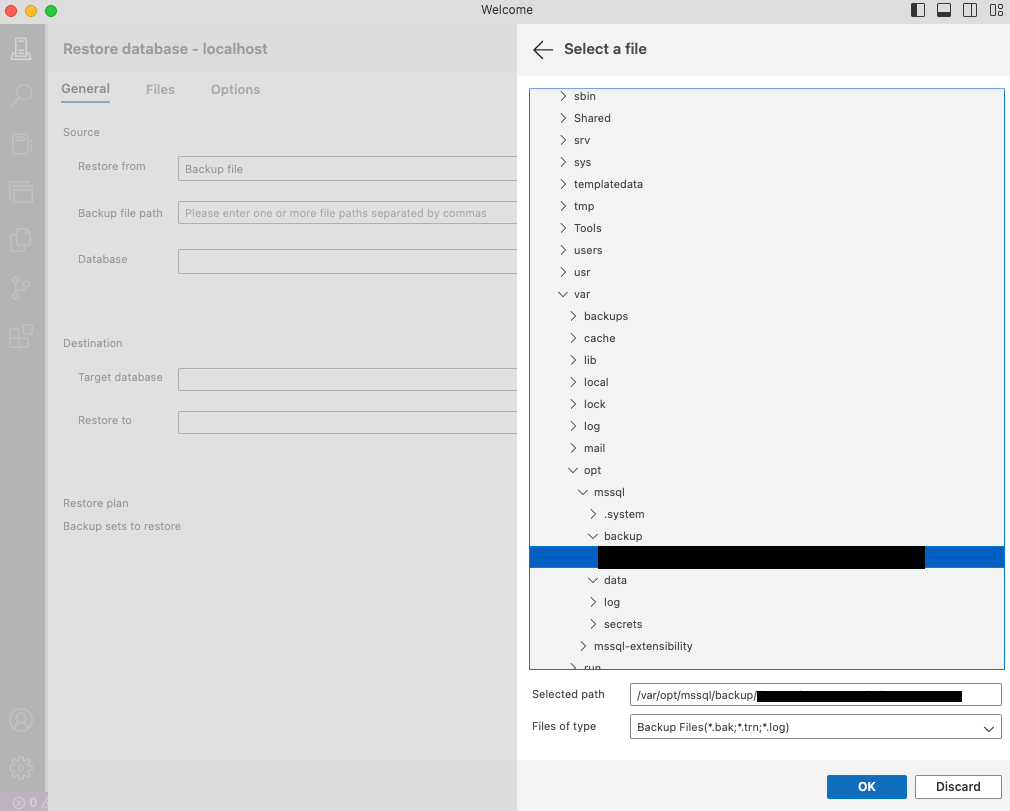 Welcome
Restore database - localhost
General Files Options
Source
Restore from Backup file
Backup file path Please enter one or more file paths separated by commas
Database
Destination
Target database
Restore to
Restore plan
Backup sets to restore
0
Select a file
sbin
Shared
srv
sys
templatedata
tmp
Tools
users
usr
var
backups
cache
lib
local
lock
log
mail
opt
mssql
.system
backup
data
log
secrets
mssql-extensibility
run
Selected path /var/opt/mssql/backup/
Files of type Backup Files(*.bak;*.trn;*.log)
OK Discard